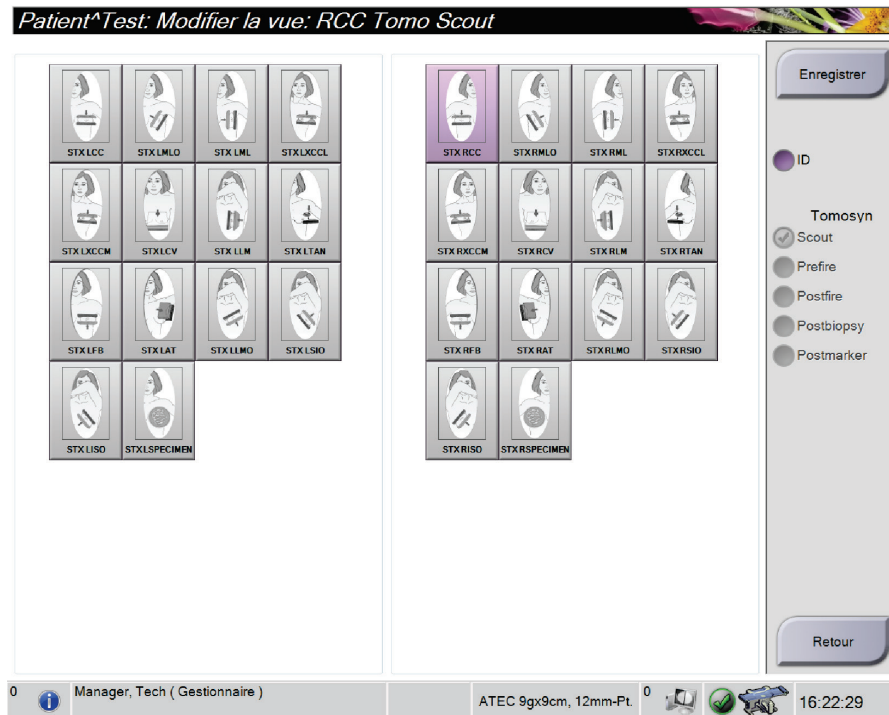 Patient^Test: Modifier la vue: RCC Tomo Scout
STX LCC STX LMLO STX LML STX LXCCL
STX LXCCM STX LCV STX LLM STX LTAN
STX LFB STX LAT STX LLMO STX LSIO
STX LISO STX LSPECIMEN
STX RCC STX RMLO STX RML STX RXCCL
STX RXCCM STX RCV STX RLM STX RTAN
STX RFB STX RAT STX RLMO STX RSIO
STX RISO STX RSPECIMEN
Enregistrer
ID
Tomosyn
Scout
Prefire
Postfire
Postbiopsy
Postmarker
Retour
0 Manager, Tech ( Gestionnaire ) ATEC 9gx9cm, 12mm-Pt. 0 16:22:29